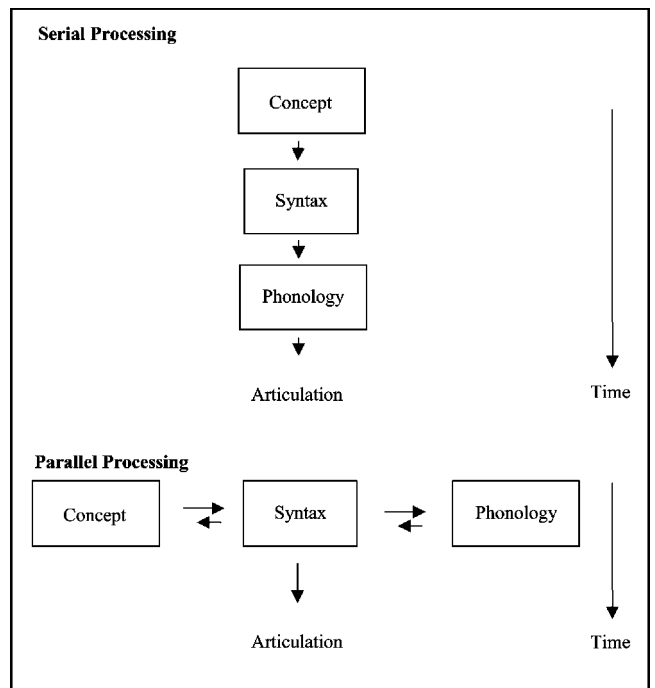 Serial Processing
Concept
Syntax
Phonology
Articulation
Time
Parallel Processing
Concept
Syntax
Phonology
Articulation
Time